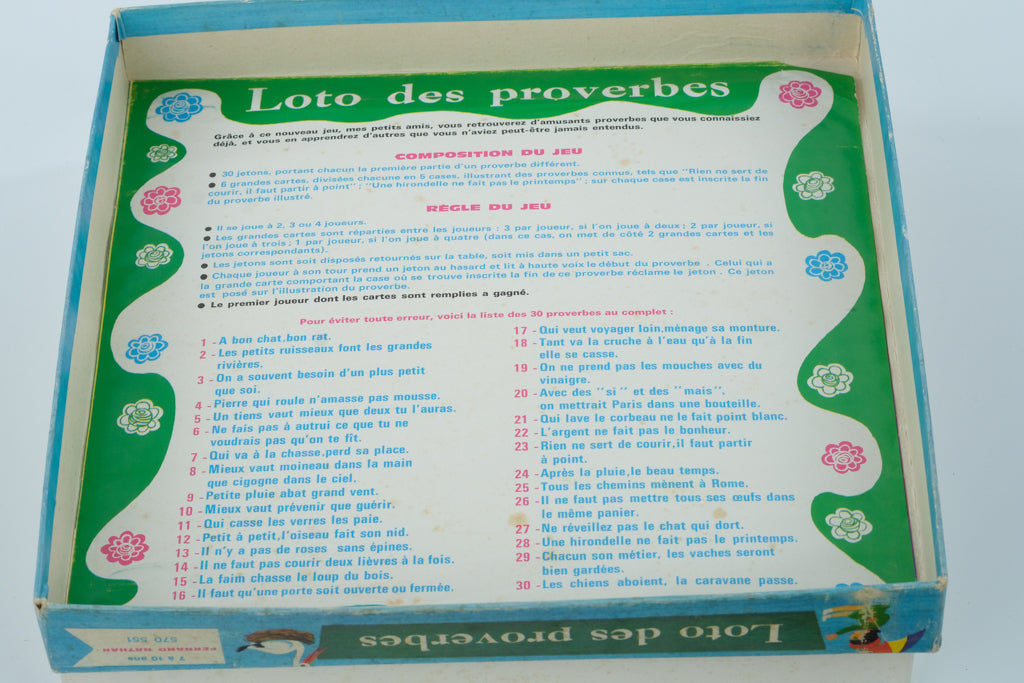 Loto des proverbes
Grâce à ce nouveau jeu, mes petits amis, vous retrouverez d'amusants proverbes que vous connaissiez
déjà, et vous en apprendrez d'autres que vous n'aviez peut-être jamais entendus.
COMPOSITION DU JEU
● 30 jetons, portant chacun la première partie d'un proverbe différent.
● 6 grandes cartes, divisées chacune en 5 cases, illustrant des proverbes connus, tels que "Rien ne sert de
courir, il faut partir à point" ; "Une hirondelle ne fait pas le printemps" ; sur chaque case est inscrite la fin
du proverbe illustré.
RÈGLE DU JEU
● Il se joue à 2, 3 ou 4 joueurs.
● Les grandes cartes sont réparties entre les joueurs : 3 par joueur, si l'on joue à deux ; 2 par joueur, si
l'on joue à trois ; 1 par joueur, si l'on joue à quatre (dans ce cas, on met de côté 2 grandes cartes et les
jetons correspondants).
● Les jetons sont soit disposés retournés sur la table, soit mis dans un petit sac.
● Chaque joueur à son tour prend un jeton au hasard et lit à haute voix le début du proverbe . Celui qui a
la grande carte comportant la case où se trouve inscrite la fin de ce proverbe réclame le jeton . Ce jeton
est posé sur l'illustration du proverbe.
● Le premier joueur dont les cartes sont remplies a gagné.
Pour éviter toute erreur, voici la liste des 30 proverbes au complet :
1 - A bon chat,bon rat.
2 - Les petits ruisseaux font les grandes
rivières.
3 - On a souvent besoin d'un plus petit
que soi.
4 - Pierre qui roule n'amasse pas mousse.
5 - Un tiens vaut mieux que deux tu l'auras.
6 - Ne fais pas à autrui ce que tu ne
voudrais pas qu'on te fît.
7 - Qui va à la chasse,perd sa place.
8 - Mieux vaut moineau dans la main
que cigogne dans le ciel.
9 - Petite pluie abat grand vent.
10 - Mieux vaut prévenir que guérir.
11 - Qui casse les verres les paie.
12 - Petit à petit,l'oiseau fait son nid.
13 - Il n'y a pas de roses sans épines.
14 - Il ne faut pas courir deux lièvres à la fois.
15 - La faim chasse le loup du bois.
16 - Il faut qu'une porte soit ouverte ou fermée.
17 - Qui veut voyager loin,ménage sa monture.
18 - Tant va la cruche à l'eau qu'à la fin
elle se casse.
19 - On ne prend pas les mouches avec du
vinaigre.
20 - Avec des "si" et des "mais",
on mettrait Paris dans une bouteille.
21 - Qui lave le corbeau ne le fait point blanc.
22 - L'argent ne fait pas le bonheur.
23 - Rien ne sert de courir,il faut partir
à point.
24 - Après la pluie,le beau temps.
25 - Tous les chemins mènent à Rome.
26 - Il ne faut pas mettre tous ses œufs dans
le même panier.
27 - Ne réveillez pas le chat qui dort.
28 - Une hirondelle ne fait pas le printemps.
29 - Chacun son métier, les vaches seront
bien gardées.
30 - Les chiens aboient, la caravane passe.
Loto des proverbes
7 à 10 ans
FERNAND NATHAN
570 551